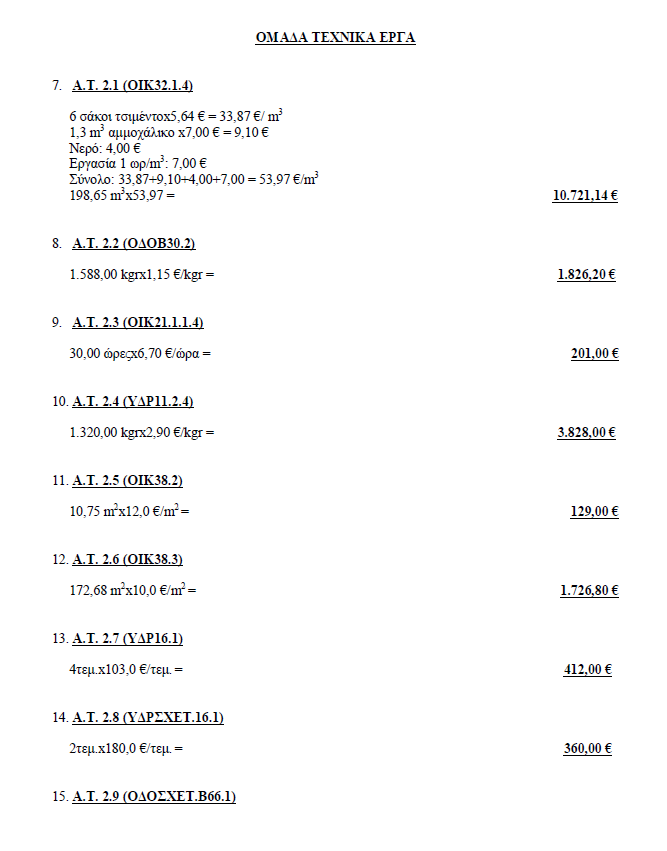 ΟΜΑΔΑ ΤΕΧΝΙΚΑ ΕΡΓΑ
7. Α.Τ. 2.1 (ΟΙΚ32.1.4)
6 σάκοι τσιμέντοx5,64 € = 33,87 €/ m³
1,3 m³ αμμοχάλικο x7,00 € = 9,10 €
Νερό: 4,00 €
Εργασία 1 ωρ/m³: 7,00 €
Σύνολο: 33,87+9,10+4,00+7,00 = 53,97 €/m³
198,65 m³x53,97 = 10.721,14 €
8. Α.Τ. 2.2 (ΟΔΟΒ30.2)
1.588,00 kgrx1,15 €/kgr = 1.826,20 €
9. Α.Τ. 2.3 (ΟΙΚ21.1.1.4)
30,00 ώρεςx6,70 €/ώρα = 201,00 €
10. Α.Τ. 2.4 (ΥΔΡ11.2.4)
1.320,00 kgrx2,90 €/kgr = 3.828,00 €
11. Α.Τ. 2.5 (ΟΙΚ38.2)
10,75 m²x12,0 €/m² = 129,00 €
12. Α.Τ. 2.6 (ΟΙΚ38.3)
172,68 m²x10,0 €/m² = 1.726,80 €
13. Α.Τ. 2.7 (ΥΔΡ16.1)
4τεμ.x103,0 €/τεμ. = 412,00 €
14. Α.Τ. 2.8 (ΥΔΡΣΧΕΤ.16.1)
2τεμ.x180,0 €/τεμ. = 360,00 €
15. Α.Τ. 2.9 (ΟΔΟΣΧΕΤ.Β66.1)